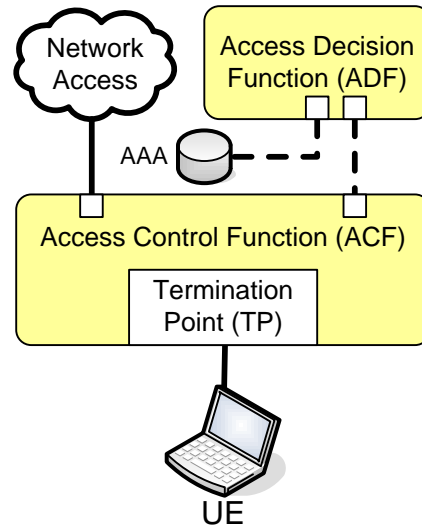 Network
Access
Access Decision
Function (ADF)
AAA
Access Control Function (ACF)
Termination
Point (TP)
UE